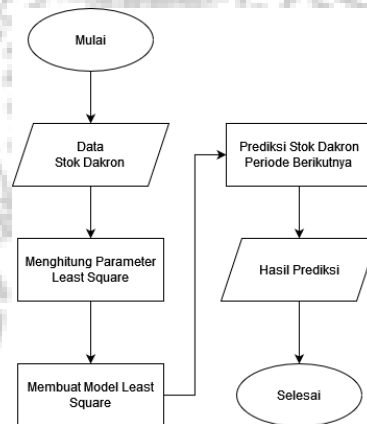 Mulai
Data
Stok Dakron
Menghitung Parameter
Least Square
Membuat Model Least
Square
Prediksi Stok Dakron
Periode Berikutnya
Hasil Prediksi
Selesai